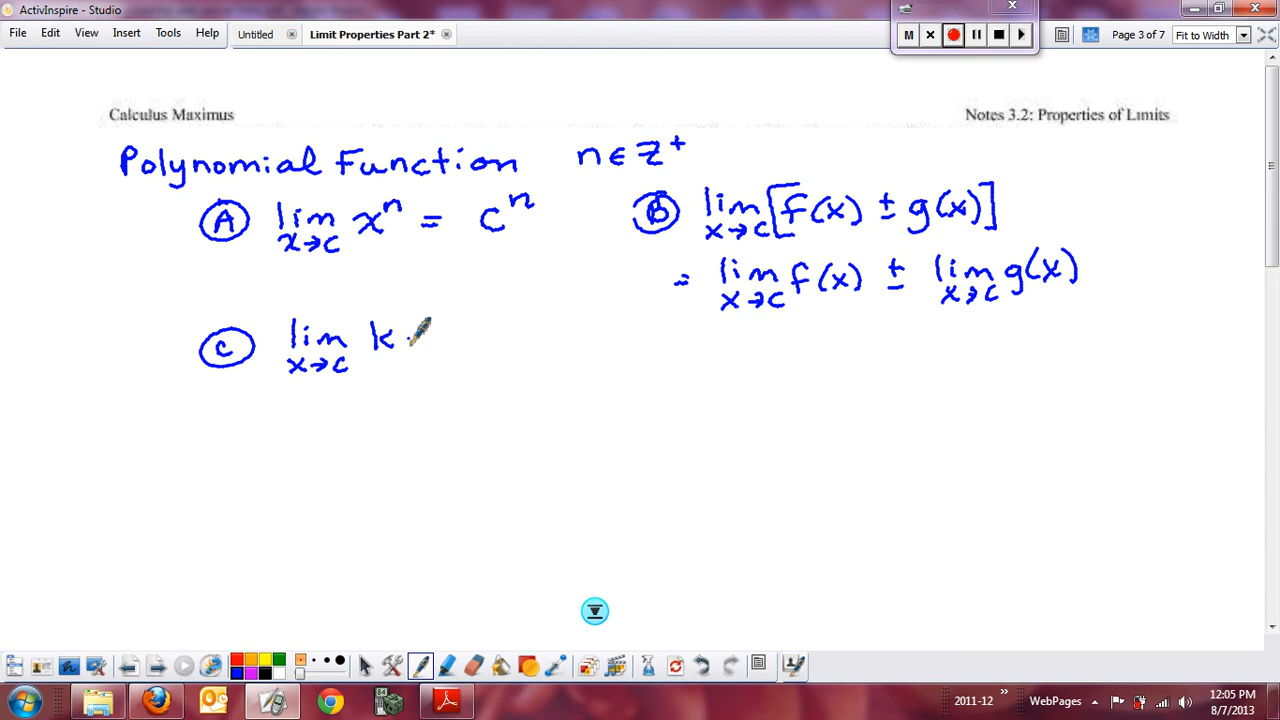 ActivInspire - Studio
File Edit View Insert Tools Help Untitled Limit Properties Part 2* M Page 3 of 7 Fit to Width
Calculus Maximus Notes 3.2: Properties of Limits
Polynomial Function n ∈ Z⁺
Ⓐ lim x→c xⁿ = cⁿ
Ⓑ lim x→c [f(x) ± g(x)]
= lim x→c f(x) ± lim x→c g(x)
Ⓒ lim x→c k ·
2011-12 » WebPages 12:05 PM
8/7/2013